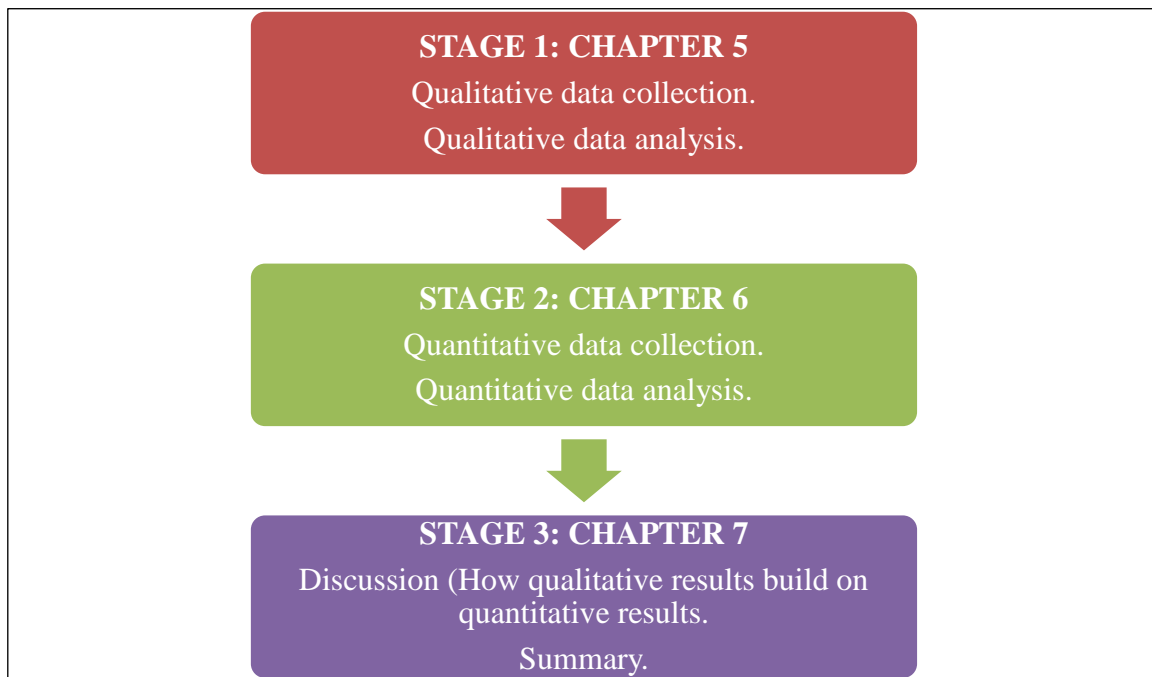 STAGE 1: CHAPTER 5
Qualitative data collection.
Qualitative data analysis.
STAGE 2: CHAPTER 6
Quantitative data collection.
Quantitative data analysis.
STAGE 3: CHAPTER 7
Discussion (How qualitative results build on
quantitative results.
Summary.